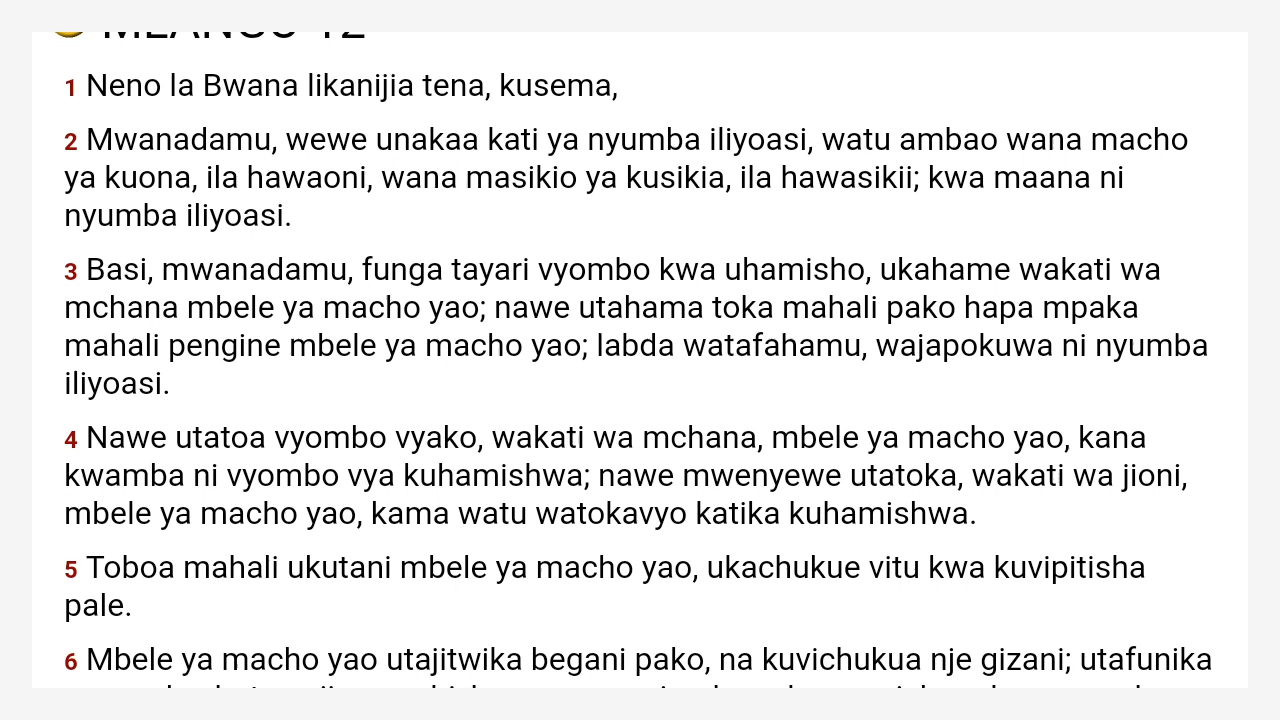 MLANGO 12
1 Neno la Bwana likanijia tena, kusema,
2 Mwanadamu, wewe unakaa kati ya nyumba iliyoasi, watu ambao wana macho
ya kuona, ila hawaoni, wana masikio ya kusikia, ila hawasikii; kwa maana ni
nyumba iliyoasi.
3 Basi, mwanadamu, funga tayari vyombo kwa uhamisho, ukahame wakati wa
mchana mbele ya macho yao; nawe utahama toka mahali pako hapa mpaka
mahali pengine mbele ya macho yao; labda watafahamu, wajapokuwa ni nyumba
iliyoasi.
4 Nawe utatoa vyombo vyako, wakati wa mchana, mbele ya macho yao, kana
kwamba ni vyombo vya kuhamishwa; nawe mwenyewe utatoka, wakati wa jioni,
mbele ya macho yao, kama watu watokavyo katika kuhamishwa.
5 Toboa mahali ukutani mbele ya macho yao, ukachukue vitu kwa kuvipitisha
pale.
6 Mbele ya macho yao utajitwika begani pako, na kuvichukua nje gizani; utafunika